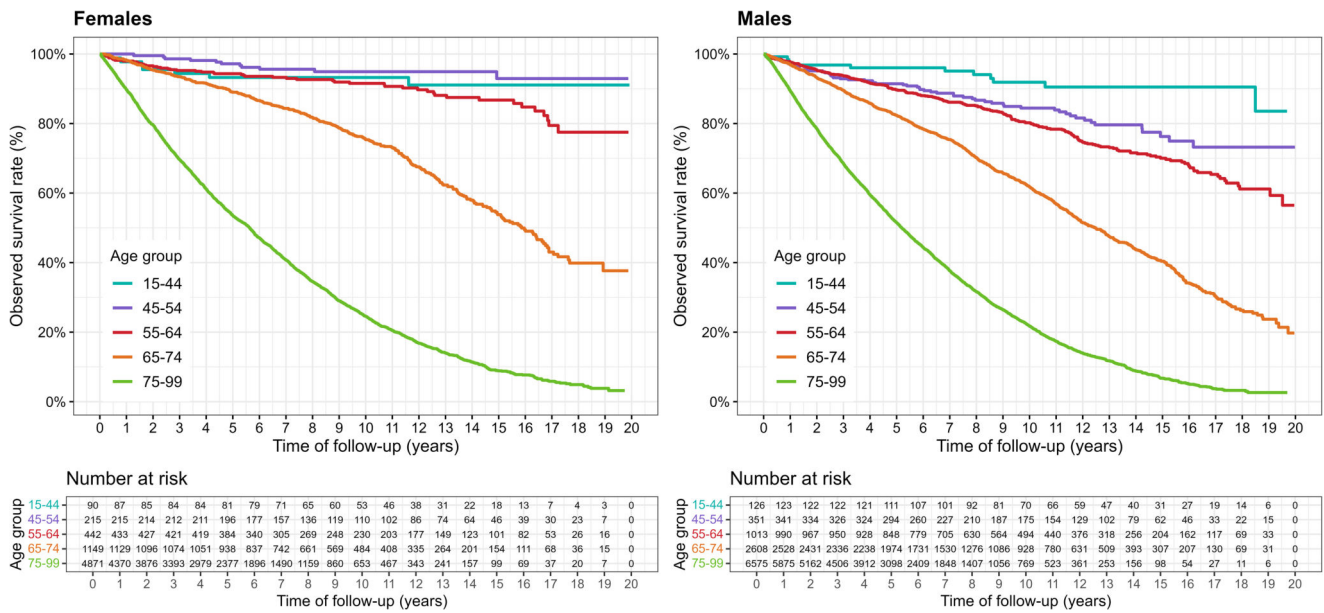 Females
Observed survival rate (%)
100%
80%
60%
40%
20%
0%
Age group
15-44
45-54
55-64
65-74
75-99
0 1 2 3 4 5 6 7 8 9 10 11 12 13 14 15 16 17 18 19 20
Time of follow-up (years)
Number at risk
Age group
15-44 90 87 85 84 84 81 79 71 65 60 53 46 38 31 22 18 13 7 4 3 0
45-54 215 215 214 212 211 196 177 157 136 119 110 102 86 74 64 46 39 30 23 7 0
55-64 442 433 427 421 419 384 340 305 269 248 230 203 177 149 123 101 82 53 26 16 0
65-74 1149 1129 1096 1074 1051 938 837 742 661 569 484 408 335 264 201 154 111 68 36 15 0
75-99 4871 4370 3876 3393 2979 2377 1896 1490 1159 860 653 467 343 241 157 99 69 37 20 7 0
0 1 2 3 4 5 6 7 8 9 10 11 12 13 14 15 16 17 18 19 20
Time of follow-up (years)
Males
Observed survival rate (%)
100%
80%
60%
40%
20%
0%
Age group
15-44
45-54
55-64
65-74
75-99
0 1 2 3 4 5 6 7 8 9 10 11 12 13 14 15 16 17 18 19 20
Time of follow-up (years)
Number at risk
Age group
15-44 126 123 122 122 121 111 107 101 92 81 70 66 59 47 40 31 27 19 14 6 0
45-54 351 341 334 326 324 294 260 227 210 187 175 154 129 102 79 62 46 33 22 15 0
55-64 1013 990 967 950 928 848 779 705 630 564 494 440 376 318 256 204 162 117 69 33 0
65-74 2608 2528 2431 2336 2238 1974 1731 1530 1276 1086 928 780 631 509 393 307 207 130 69 31 0
75-99 6575 5875 5162 4506 3912 3098 2409 1848 1407 1056 769 523 361 253 156 98 54 27 11 6 0
0 1 2 3 4 5 6 7 8 9 10 11 12 13 14 15 16 17 18 19 20
Time of follow-up (years)